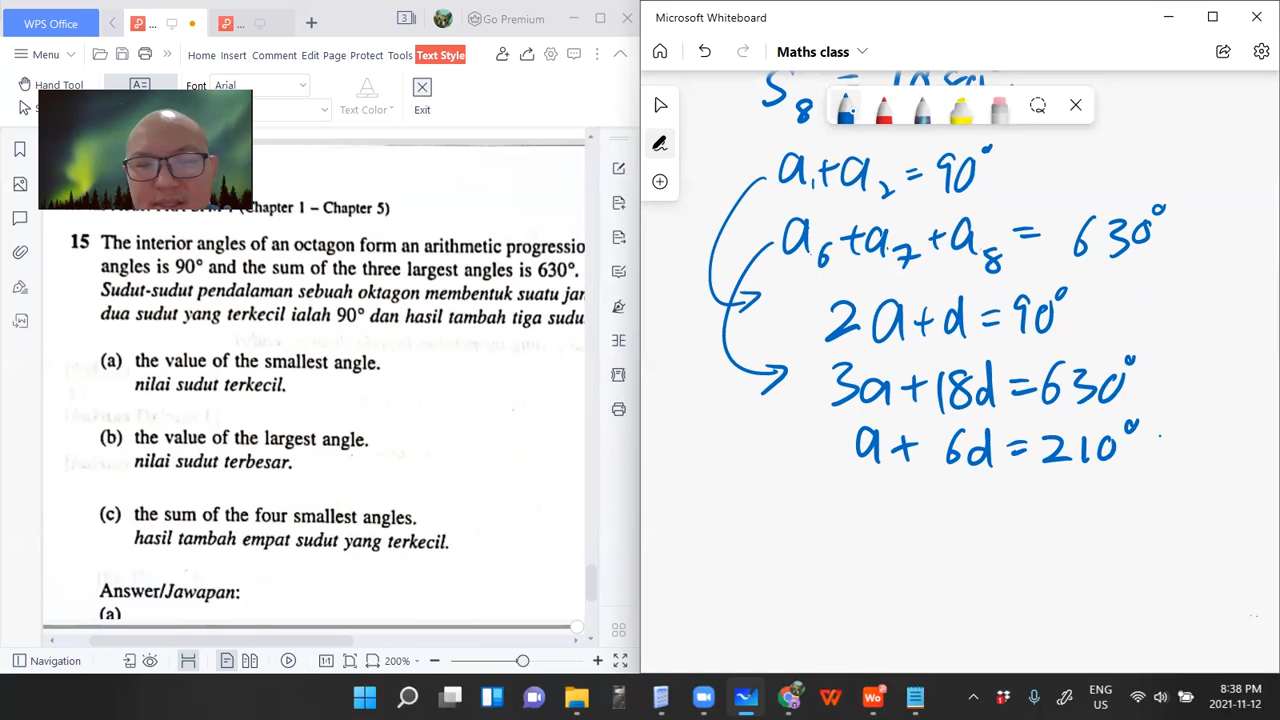 WPS Office
...
...
3
Go Premium
Microsoft Whiteboard
Menu
Home Insert Comment Edit Page Protect Tools Text Style
Maths class
Hand Tool
Font Arial
Text Color
Exit
S₈ =
a₁+a₂ = 90°
a₆+a₇+a₈ = 630°
2a+d = 90°
3a+18d = 630°
a+ 6d = 210°
(Chapter 1 – Chapter 5)
15 The interior angles of an octagon form an arithmetic progressio
angles is 90° and the sum of the three largest angles is 630°.
Sudut-sudut pendalaman sebuah oktagon membentuk suatu jan
dua sudut yang terkecil ialah 90° dan hasil tambah tiga sudu
(a) the value of the smallest angle.
nilai sudut terkecil.
(b) the value of the largest angle.
nilai sudut terbesar.
(c) the sum of the four smallest angles.
hasil tambah empat sudut yang terkecil.
Answer/Jawapan:
(a)
Navigation
200%
ENG
US
8:38 PM
2021-11-12